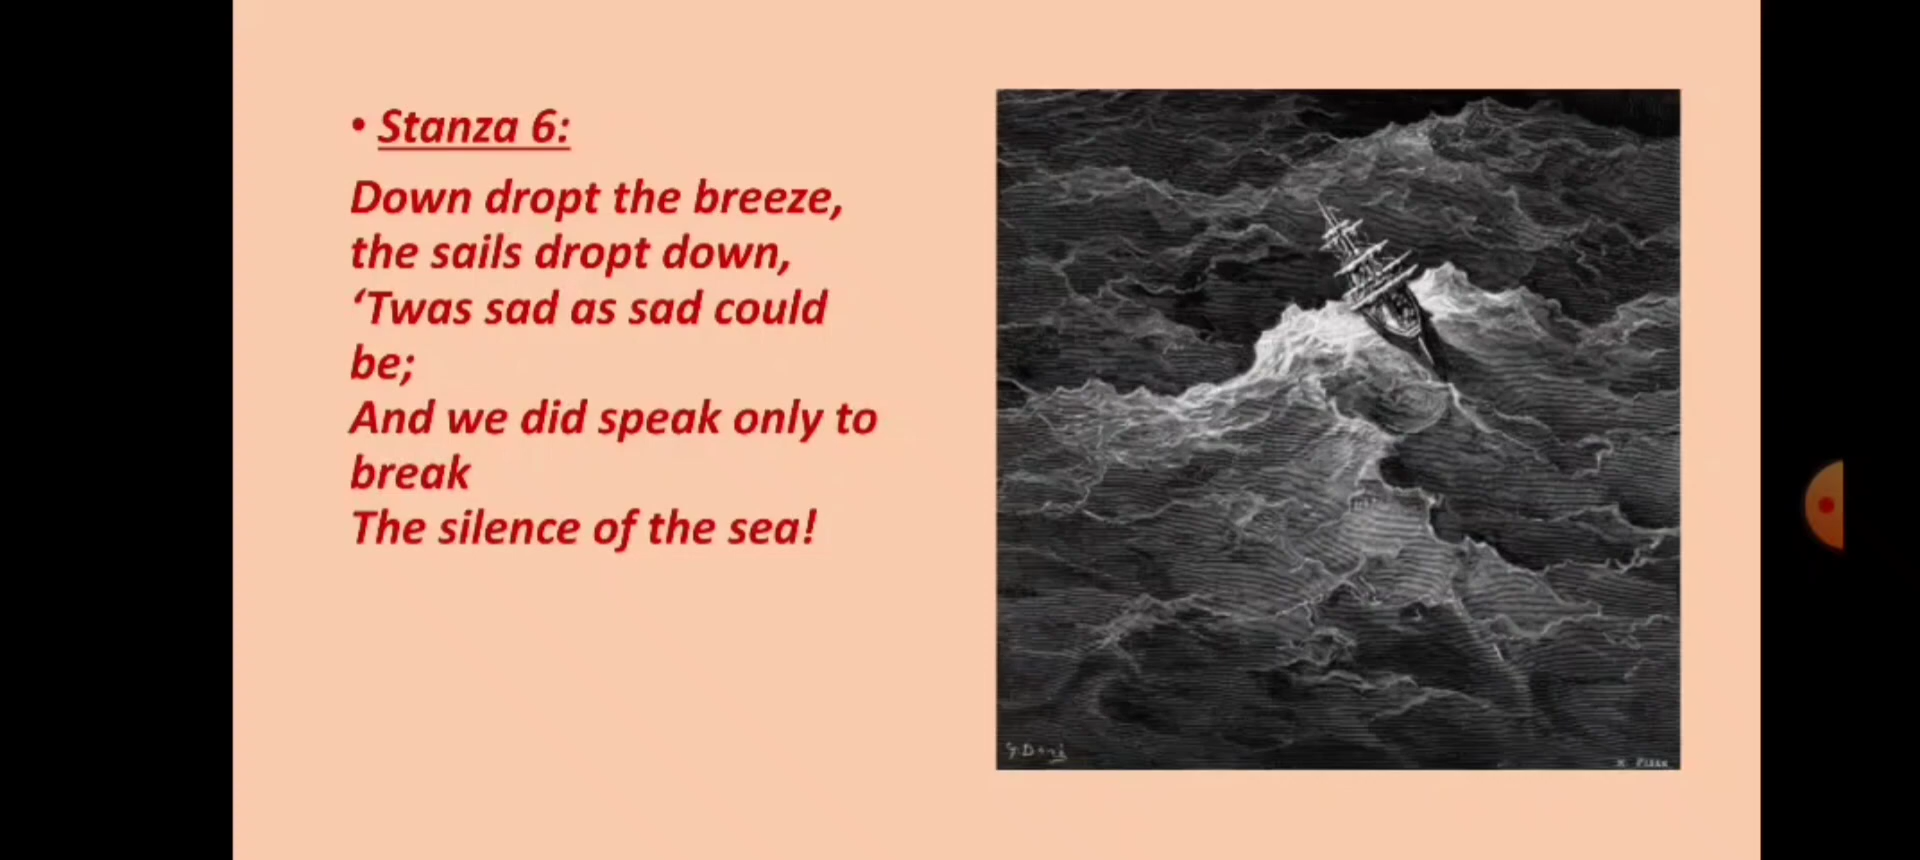 • Stanza 6:
Down dropt the breeze,
the sails dropt down,
‘Twas sad as sad could
be;
And we did speak only to
break
The silence of the sea!
G. Doré